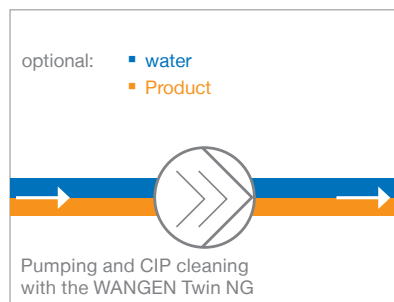 optional:
▪ water
▪ Product
Pumping and CIP cleaning
with the WANGEN Twin NG